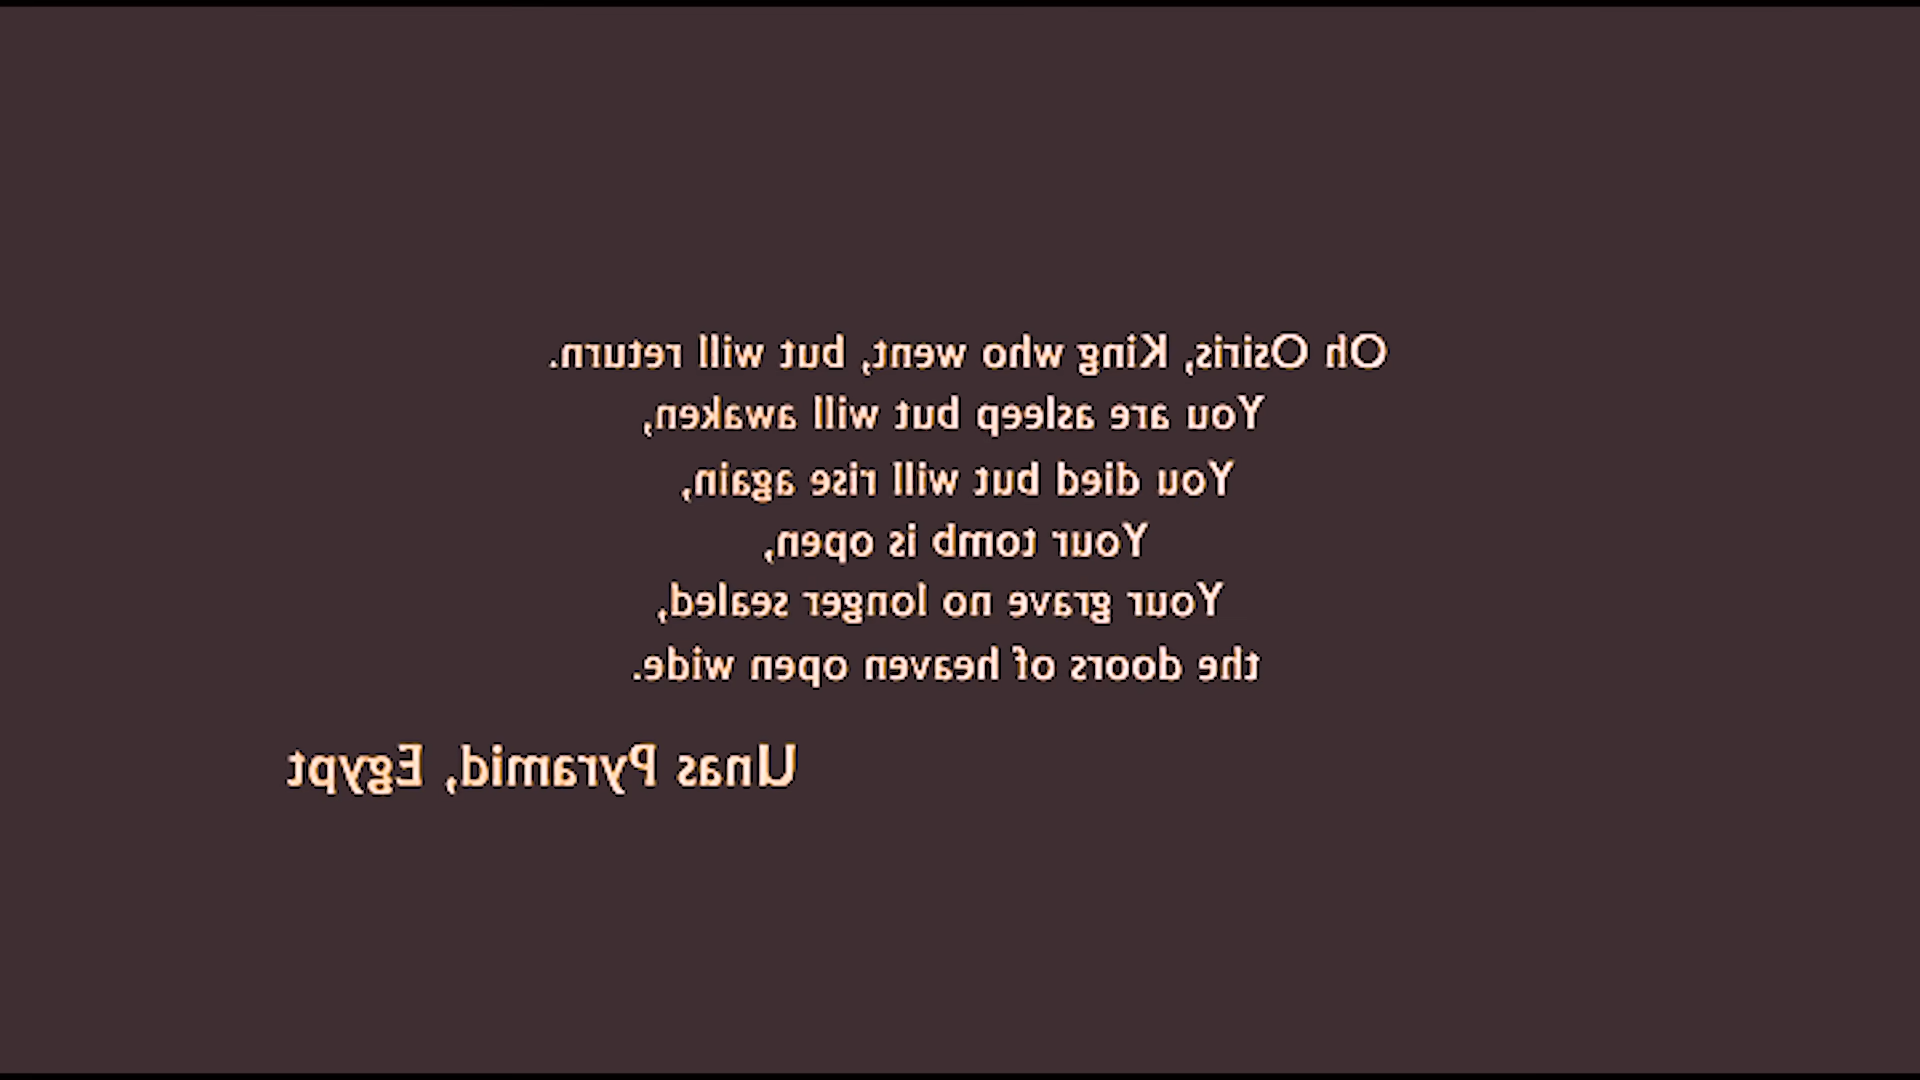 Oh Osiris, King who went, but will return.
You are asleep but will awaken,
You died but will rise again,
Your tomb is open,
Your grave no longer sealed,
the doors of heaven open wide.
Unas Pyramid, Egypt